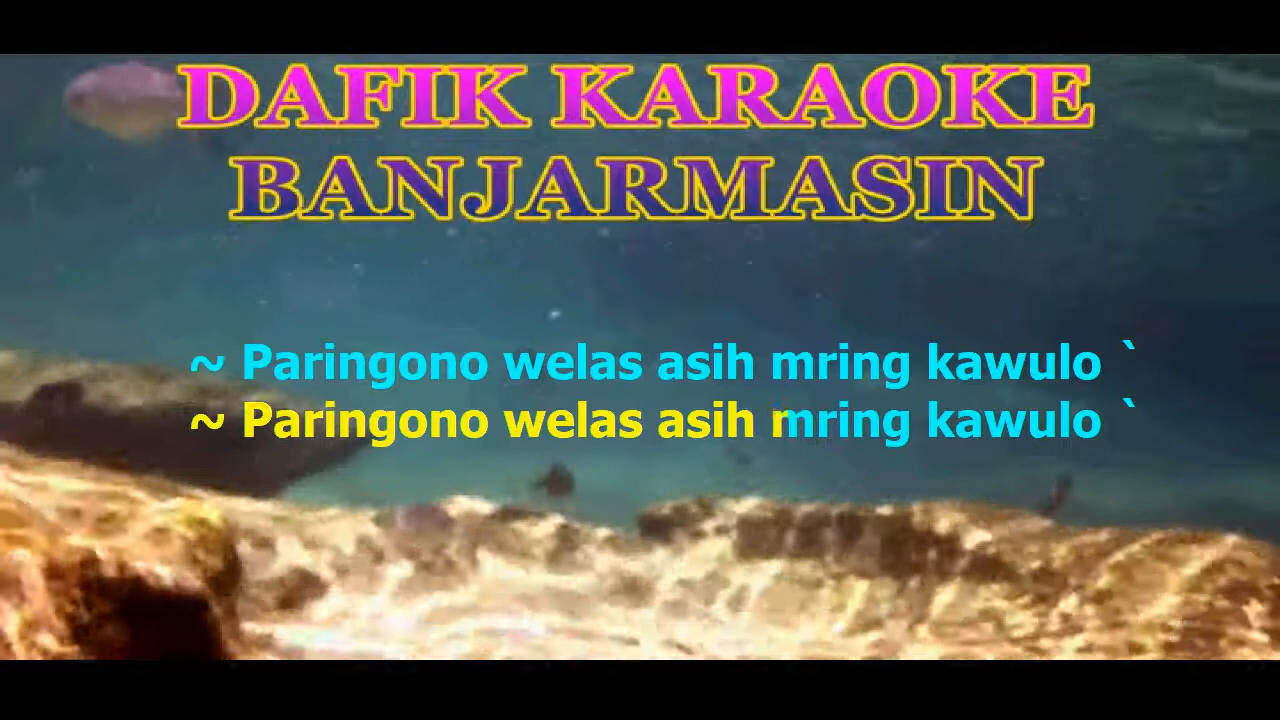 DAFIK KARAOKE
BANJARMASIN
~ Paringono welas asih mring kawulo `
~ Paringono welas asih mring kawulo `